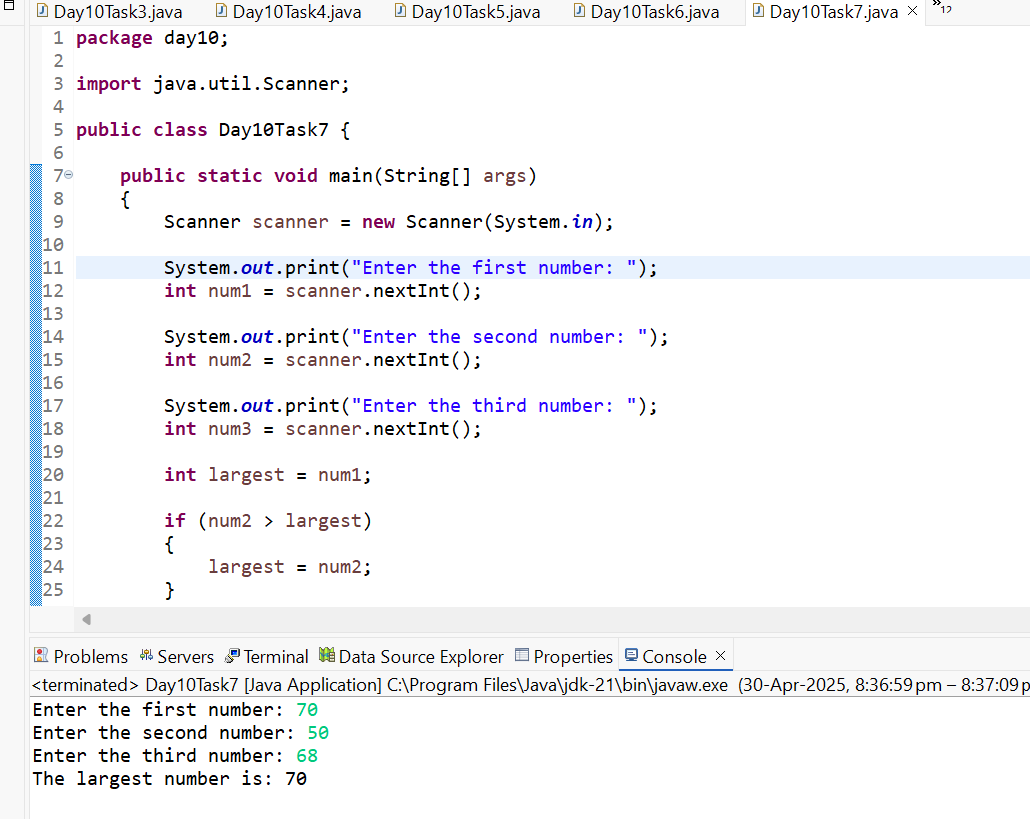 Day10Task3.java Day10Task4.java Day10Task5.java Day10Task6.java Day10Task7.java »12
1 package day10;
2
3 import java.util.Scanner;
4
5 public class Day10Task7 {
6
7 public static void main(String[] args)
8 {
9 Scanner scanner = new Scanner(System.in);
10
11 System.out.print("Enter the first number: ");
12 int num1 = scanner.nextInt();
13
14 System.out.print("Enter the second number: ");
15 int num2 = scanner.nextInt();
16
17 System.out.print("Enter the third number: ");
18 int num3 = scanner.nextInt();
19
20 int largest = num1;
21
22 if (num2 > largest)
23 {
24 largest = num2;
25 }
Problems Servers Terminal Data Source Explorer Properties Console
<terminated> Day10Task7 [Java Application] C:\Program Files\Java\jdk-21\bin\javaw.exe (30-Apr-2025, 8:36:59 pm – 8:37:09 p
Enter the first number: 70
Enter the second number: 50
Enter the third number: 68
The largest number is: 70